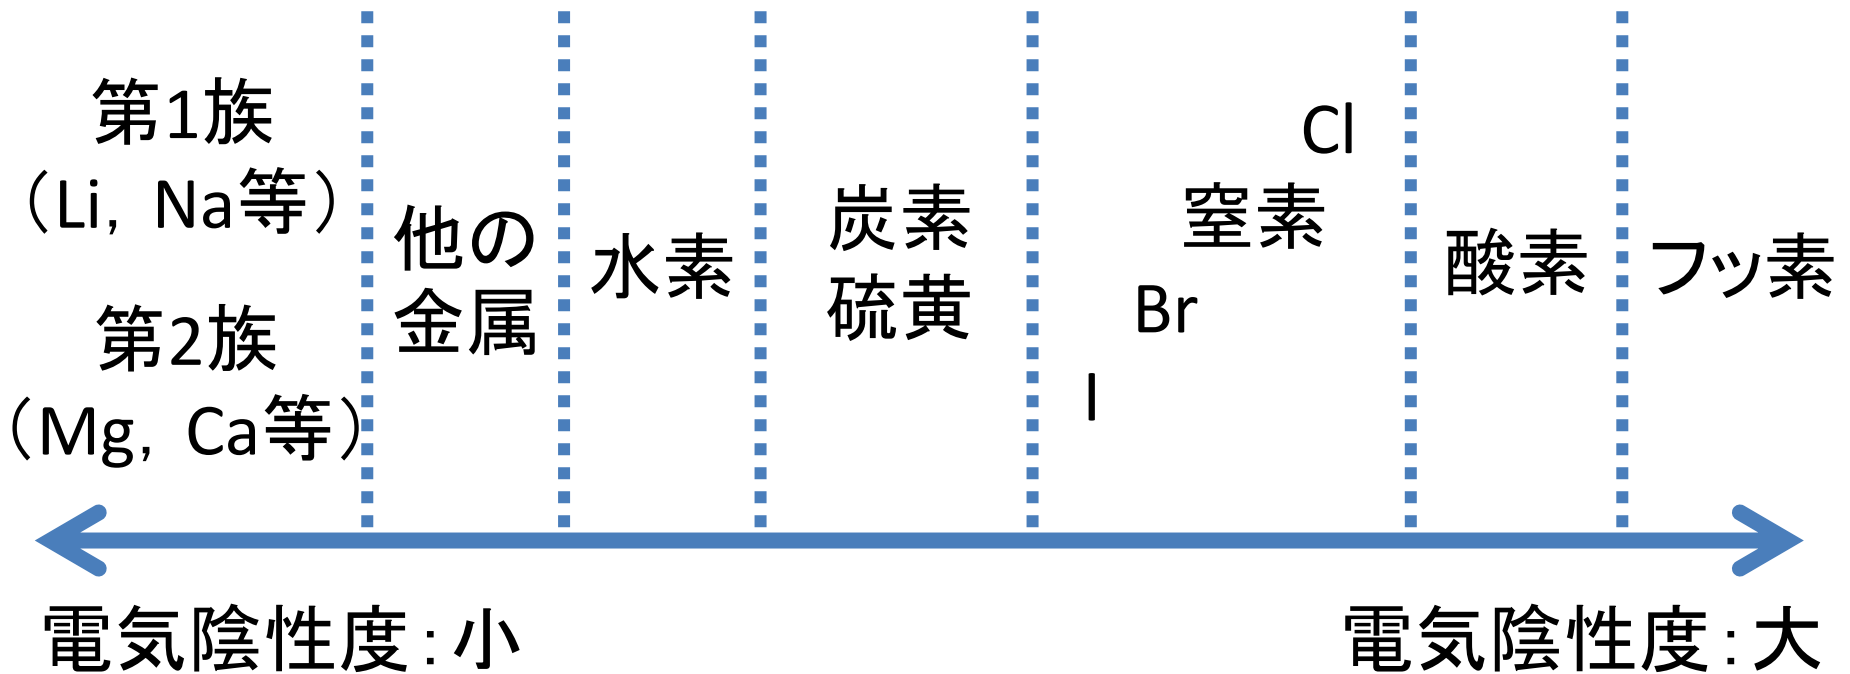 第1族
（Li, Na等）
第2族
（Mg, Ca等）
他の
金属
水素
炭素
硫黄
Cl
窒素
Br
I
酸素
フッ素
電気陰性度：小
電気陰性度：大